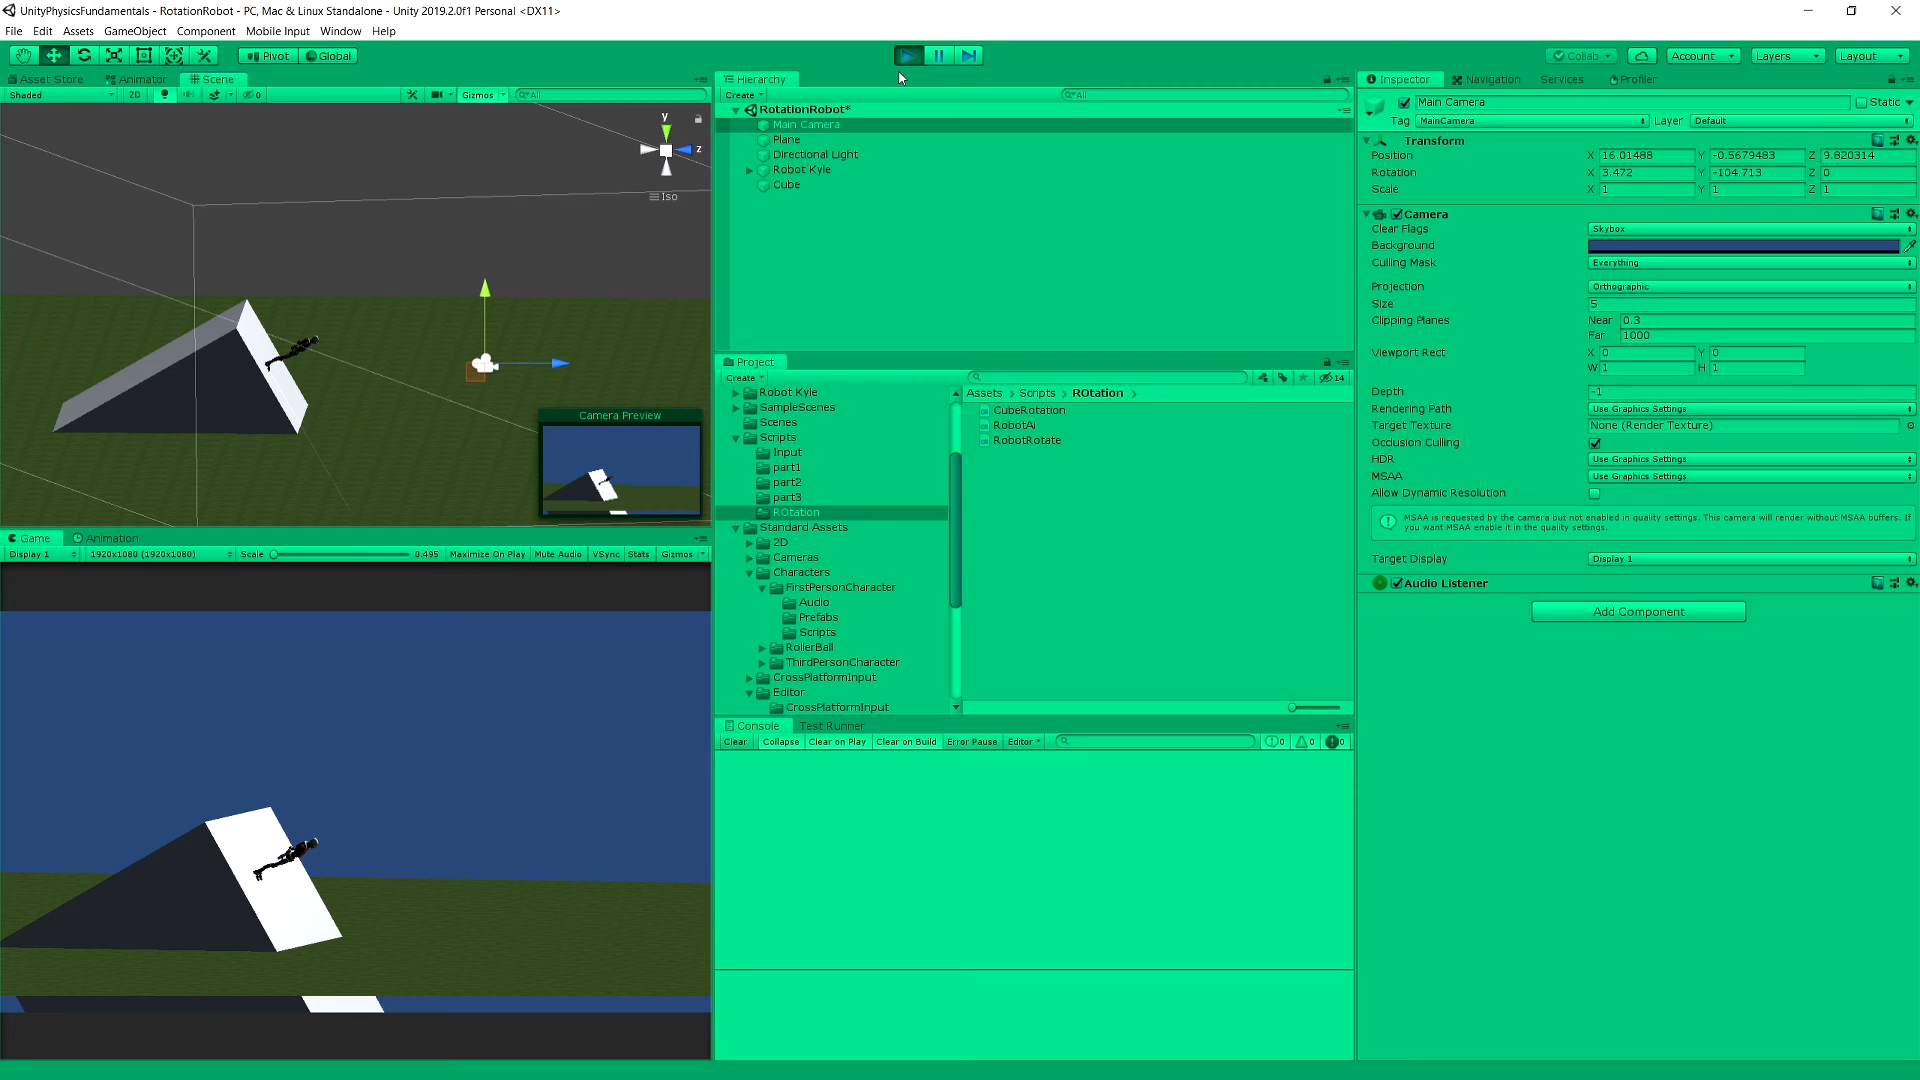 UnityPhysicsFundamentals - RotationRobot - PC, Mac & Linux Standalone - Unity 2019.2.0f1 Personal <DX11>
File Edit Assets GameObject Component Mobile Input Window Help
Pivot Global Collab Account Layers Layout
Asset Store Animator Scene
Shaded 2D 0 Gizmos All
y
z
Iso
Camera Preview
Game Animation
Display 1 1920x1080 (1920x1080) Scale 0.495 Maximize On Play Mute Audio VSync Stats Gizmos
Hierarchy
Create All
RotationRobot*
Main Camera
Plane
Directional Light
Robot Kyle
Cube
Project
Create 14
Robot Kyle
SampleScenes
Scenes
Scripts
Input
part1
part2
part3
ROtation
Standard Assets
2D
Cameras
Characters
FirstPersonCharacter
Audio
Prefabs
Scripts
RollerBall
ThirdPersonCharacter
CrossPlatformInput
Editor
CrossPlatformInput
Assets > Scripts > ROtation >
CubeRotation
RobotAi
RobotRotate
Console Test Runner
Clear Collapse Clear on Play Clear on Build Error Pause Editor 0 0 0
Inspector Navigation Services Profiler
Main Camera Static
Tag MainCamera Layer Default
Transform
Position X 16.01488 Y -0.5679483 Z 9.820314
Rotation X 3.472 Y -104.713 Z 0
Scale X 1 Y 1 Z 1
Camera
Clear Flags Skybox
Background
Culling Mask Everything
Projection Orthographic
Size 5
Clipping Planes Near 0.3
Far 1000
Viewport Rect X 0 Y 0
W 1 H 1
Depth -1
Rendering Path Use Graphics Settings
Target Texture None (Render Texture)
Occlusion Culling
HDR Use Graphics Settings
MSAA Use Graphics Settings
Allow Dynamic Resolution
MSAA is requested by the camera but not enabled in quality settings. This camera will render without MSAA buffers. If
you want MSAA enable it in the quality settings.
Target Display Display 1
Audio Listener
Add Component